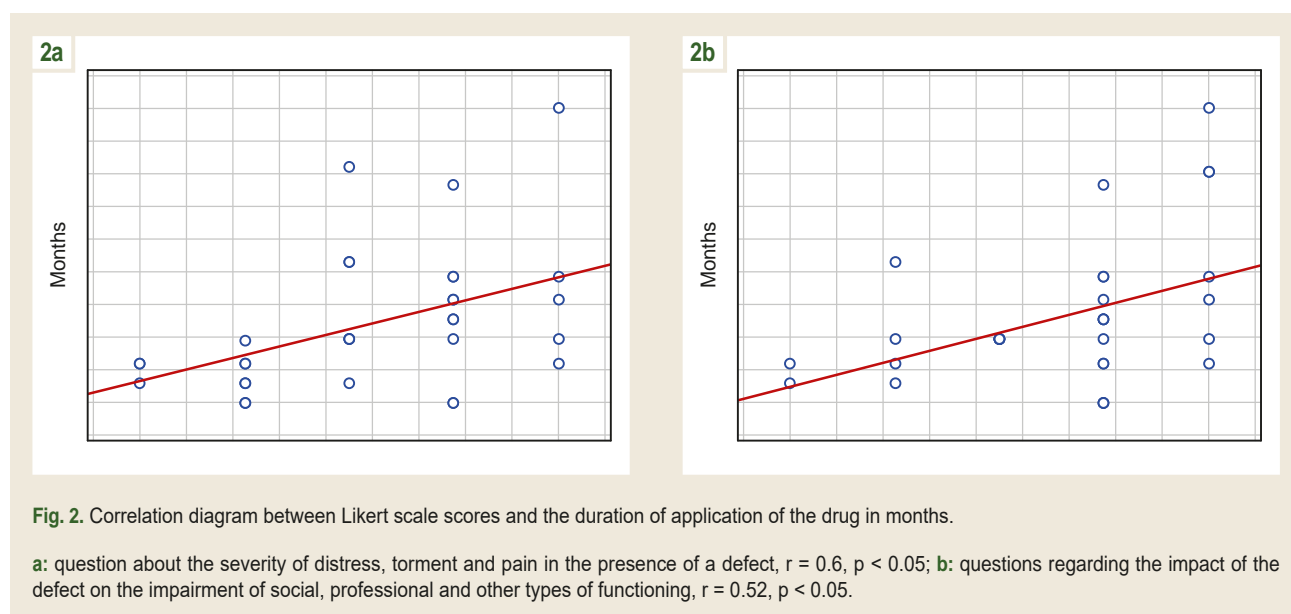 2a
2b
Months
Months
Fig. 2. Correlation diagram between Likert scale scores and the duration of application of the drug in months.
a: question about the severity of distress, torment and pain in the presence of a defect, r = 0.6, p < 0.05; b: questions regarding the impact of the
defect on the impairment of social, professional and other types of functioning, r = 0.52, p < 0.05.